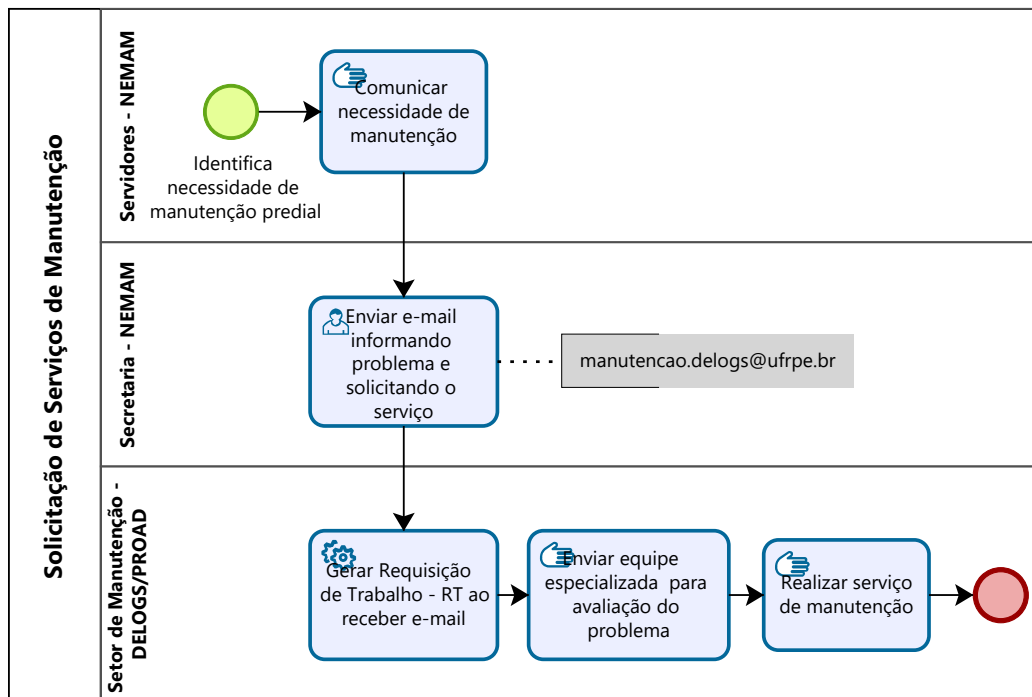 Solicitação de Serviços de Manutenção
Servidores - NEMAM
Identifica
necessidade de
manutenção predial
Comunicar
necessidade de
manutenção
Secretaria - NEMAM
Enviar e-mail
informando
problema e
solicitando o
serviço
manutencao.delogs@ufrpe.br
Setor de Manutenção -
DELOGS/PROAD
Gerar Requisição
de Trabalho - RT ao
receber e-mail
Enviar equipe
especializada para
avaliação do
problema
Realizar serviço
de manutenção